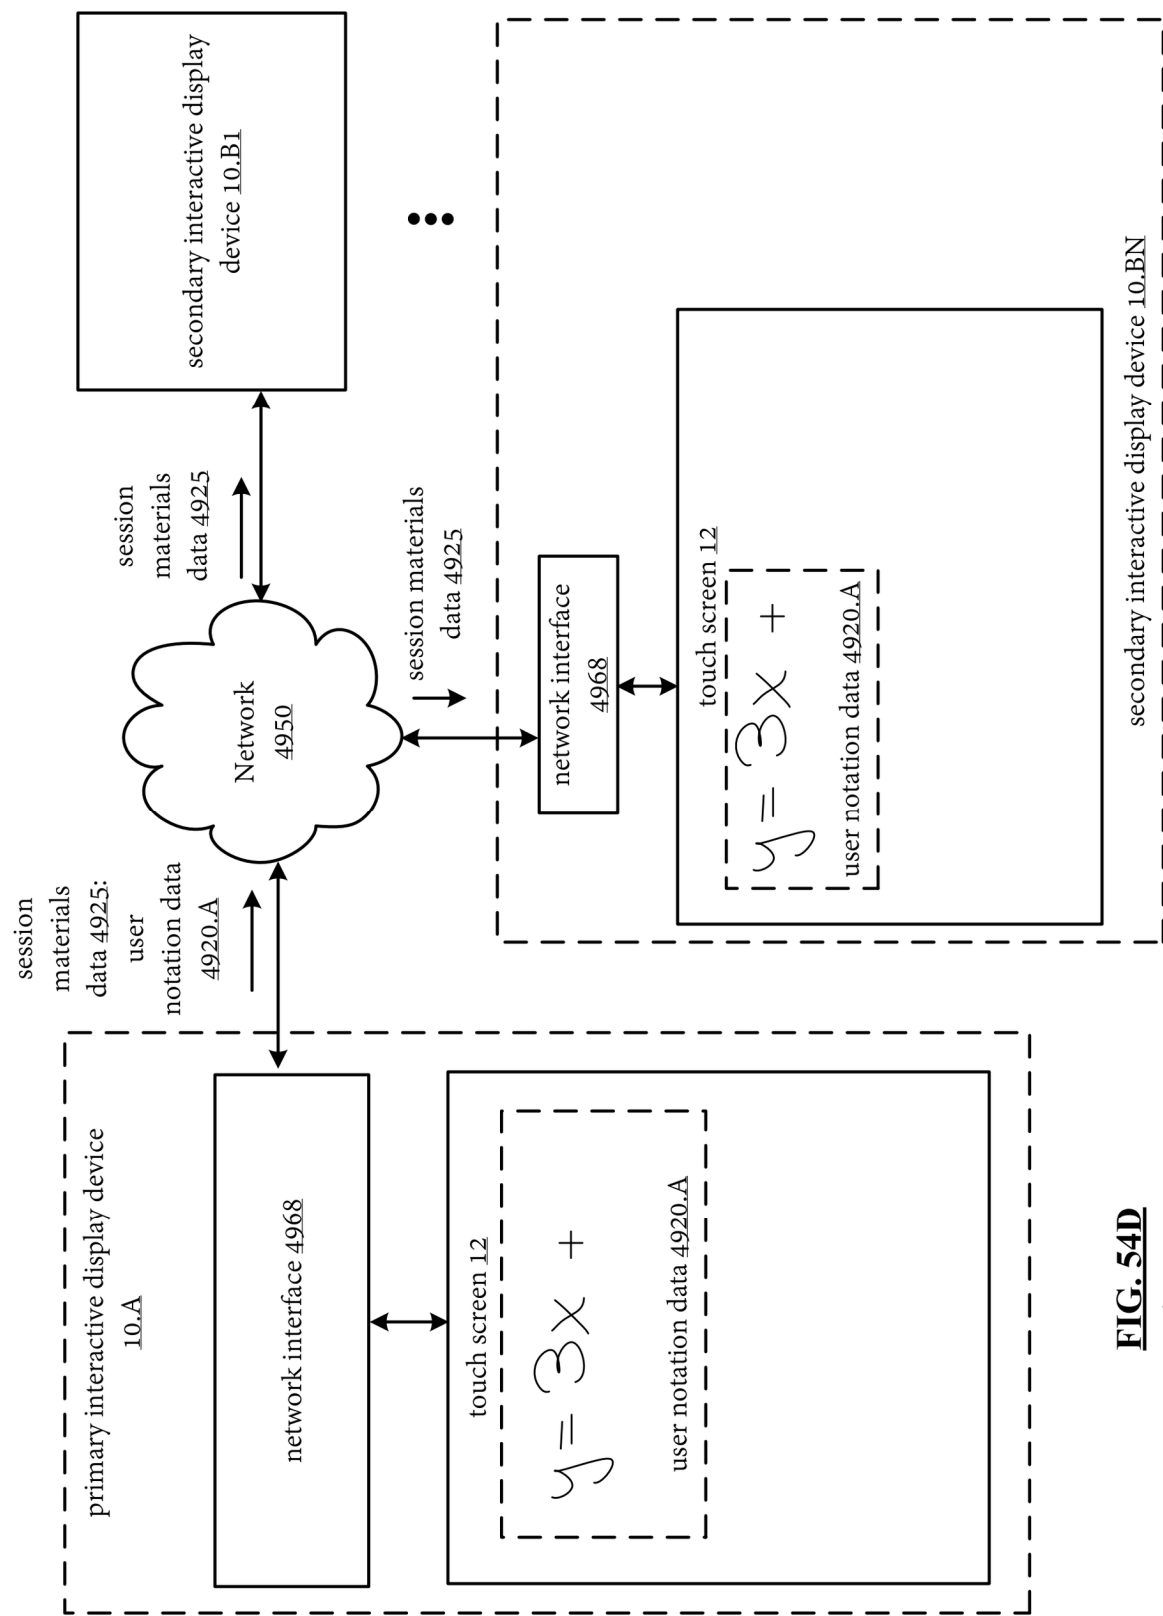 primary interactive display device
10.A
network interface 4968
touch screen 12
y = 3x +
user notation data 4920.A
session
materials
data 4925:
user
notation data
4920.A
Network
4950
session
materials
data 4925
secondary interactive display
device 10.B1
session materials
data 4925
network interface
4968
touch screen 12
y = 3x +
user notation data 4920.A
secondary interactive display device 10.BN
FIG. 54D